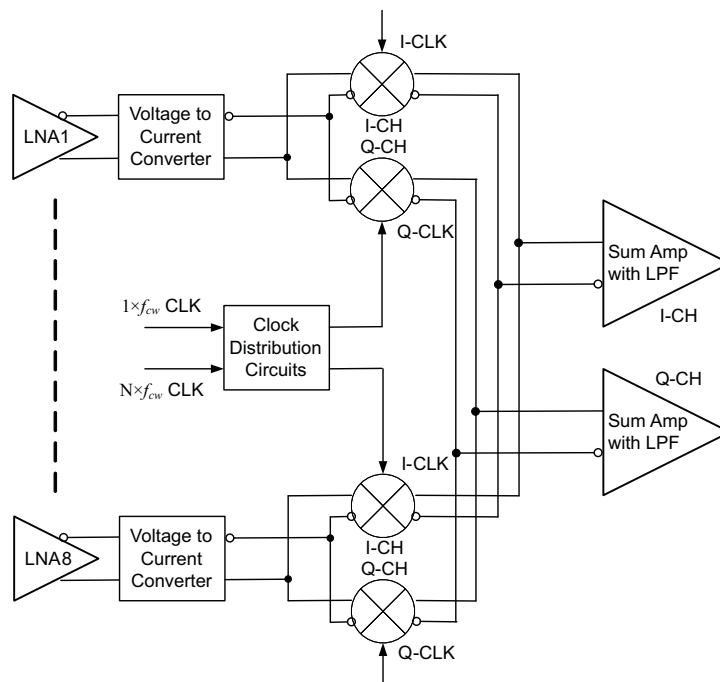 I-CLK
LNA1
Voltage to
Current
Converter
I-CH
Q-CH
Q-CLK
Sum Amp
with LPF
I-CH
1×fcw CLK
N×fcw CLK
Clock
Distribution
Circuits
Q-CH
Sum Amp
with LPF
I-CLK
LNA8
Voltage to
Current
Converter
I-CH
Q-CH
Q-CLK